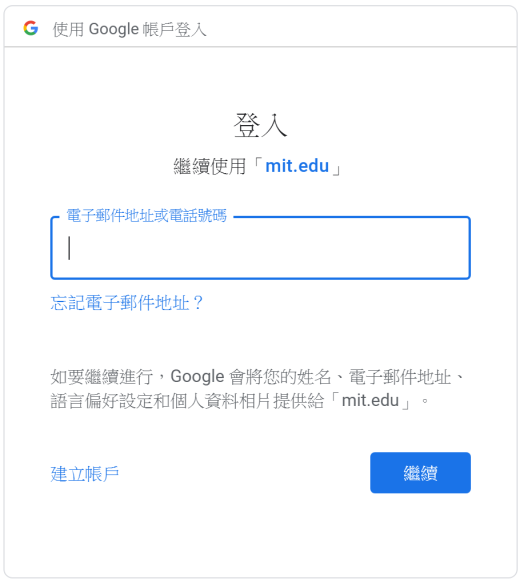 使用 Google 帳戶登入
登入
繼續使用「mit.edu」
電子郵件地址或電話號碼
忘記電子郵件地址？
如要繼續進行，Google 會將您的姓名、電子郵件地址、
語言偏好設定和個人資料相片提供給「mit.edu」。
建立帳戶
繼續